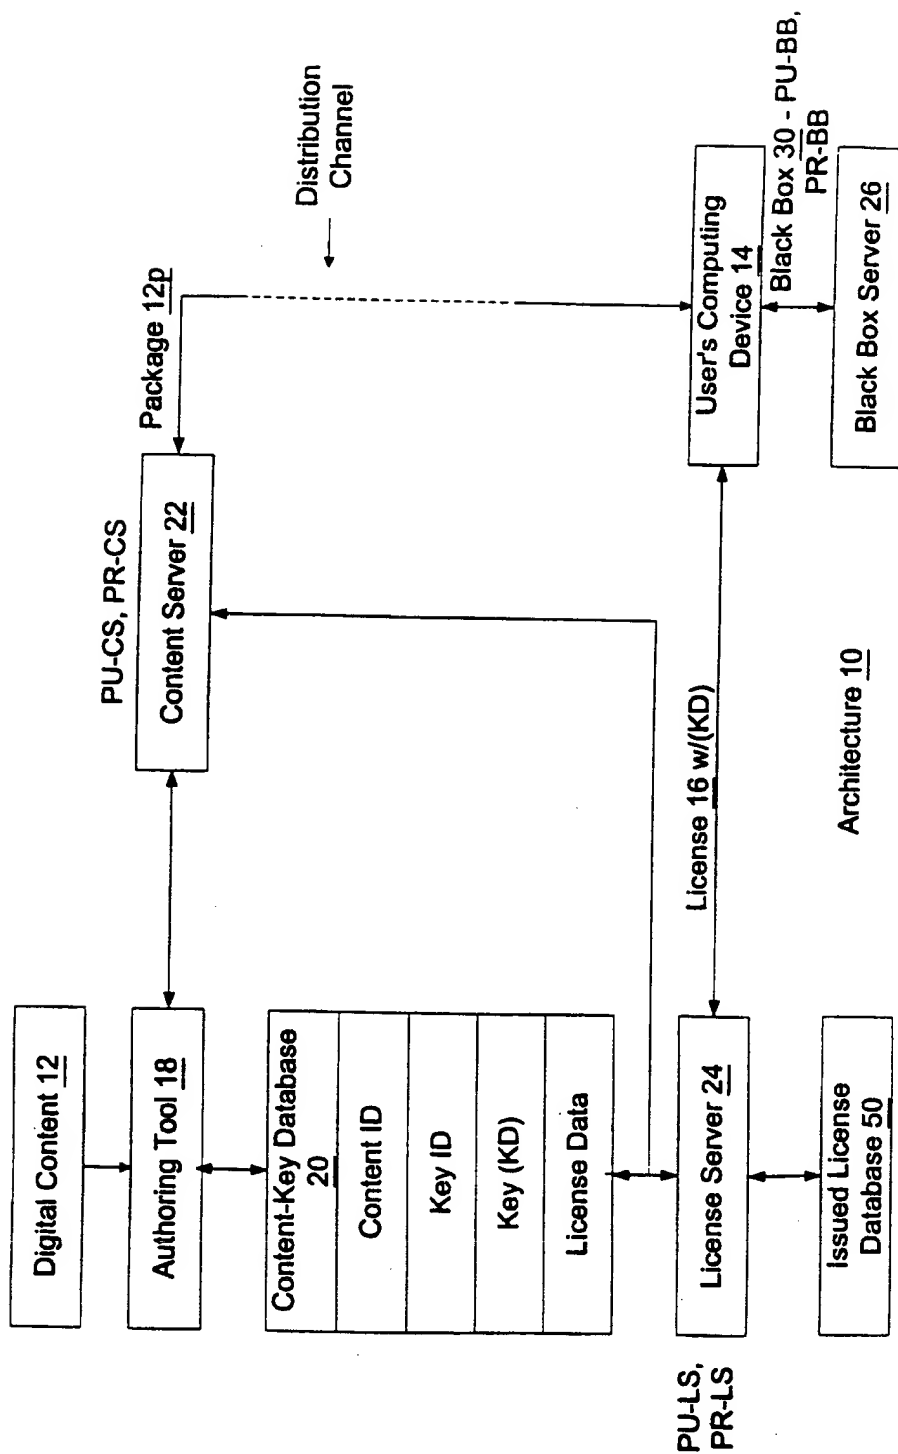 Digital Content 12
Authoring Tool 18
Content-Key Database
20
Content ID
Key ID
Key (KD)
License Data
PU-LS,
PR-LS
License Server 24
Issued License
Database 50
PU-CS, PR-CS
Content Server 22
Package 12p
Distribution
Channel
License 16 w/(KD)
User's Computing
Device 14
Black Box 30 - PU-BB,
PR-BB
Black Box Server 26
Architecture 10